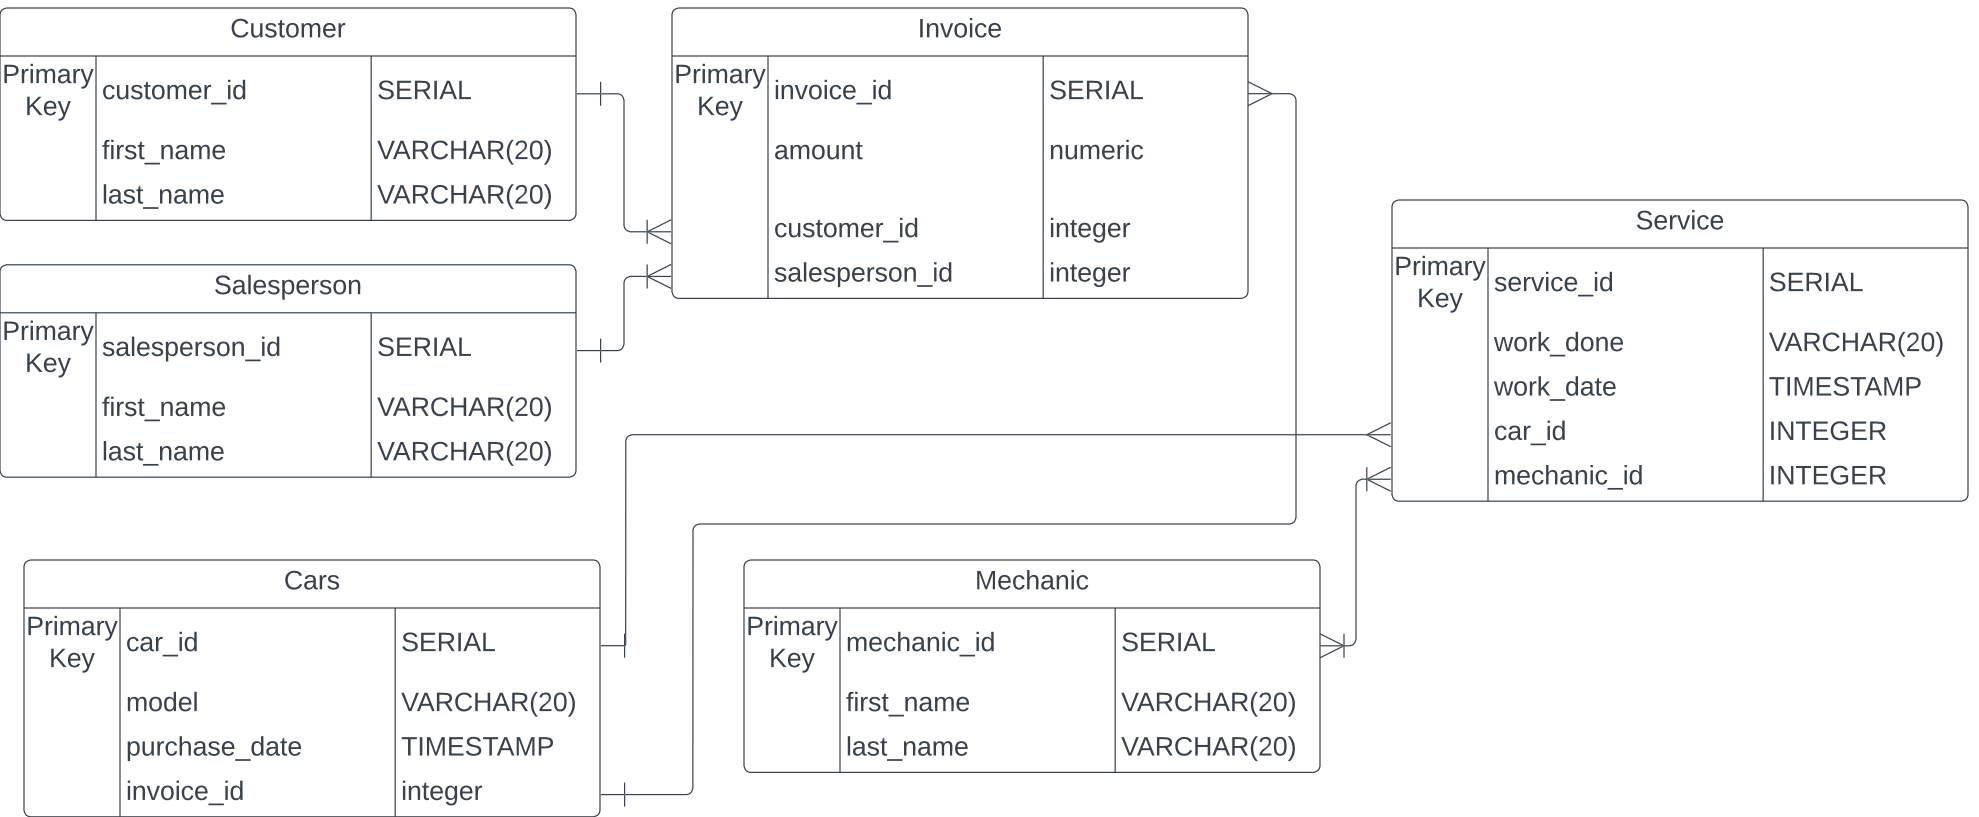 Customer
Primary Key customer_id SERIAL
first_name VARCHAR(20)
last_name VARCHAR(20)
Invoice
Primary Key invoice_id SERIAL
amount numeric
customer_id integer
salesperson_id integer
Salesperson
Primary Key salesperson_id SERIAL
first_name VARCHAR(20)
last_name VARCHAR(20)
Service
Primary Key service_id SERIAL
work_done VARCHAR(20)
work_date TIMESTAMP
car_id INTEGER
mechanic_id INTEGER
Cars
Primary Key car_id SERIAL
model VARCHAR(20)
purchase_date TIMESTAMP
invoice_id integer
Mechanic
Primary Key mechanic_id SERIAL
first_name VARCHAR(20)
last_name VARCHAR(20)